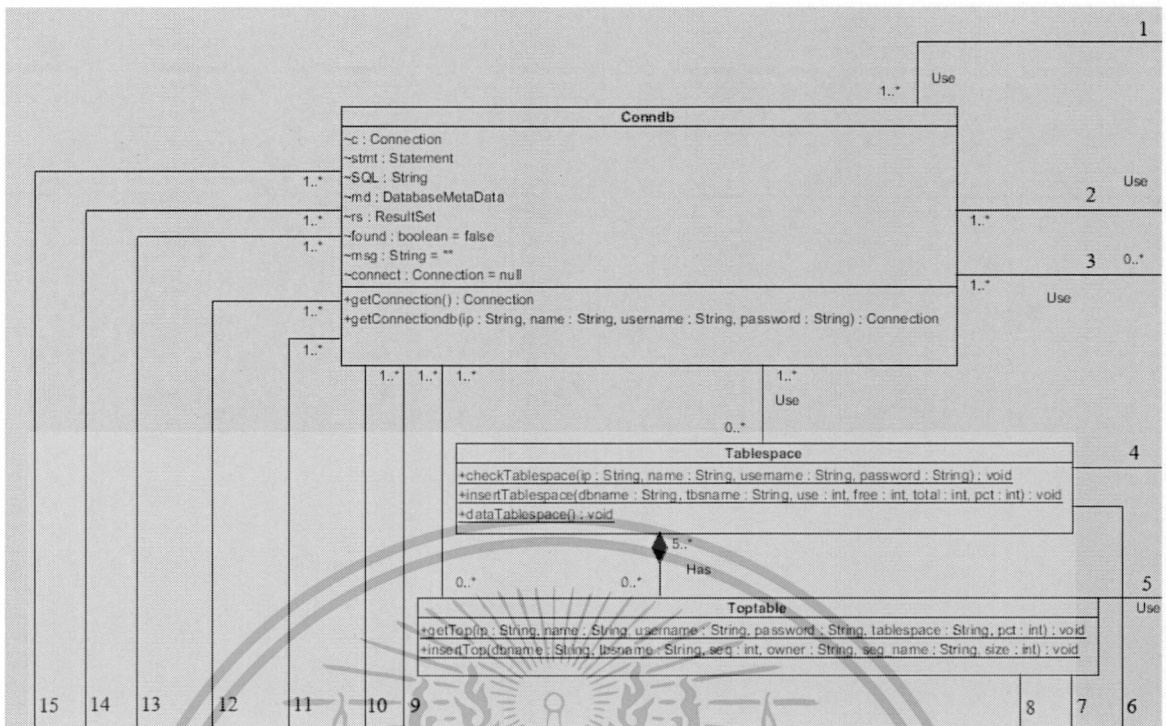 1
Use
1..*
Conndb
~c : Connection
~stmt : Statement
~SQL : String
1..*
~md : DatabaseMetaData
Use
2
~rs : ResultSet
1..*
1..*
~found : boolean = false
1..*
~msg : String = ""
3
0..*
~connect : Connection = null
1..*
Use
+getConnection() : Connection
1..*
+getConnectiondb(ip : String, name : String, username : String, password : String) : Connection
1..*
1..*
1..*
1..*
1..*
Use
0..*
Tablespace
4
+checkTablespace(ip : String, name : String, username : String, password : String) : void
+insertTablespace(dbname : String, tbsname : String, use : int, free : int, total : int, pct : int) : void
+dataTablespace() : void
5..*
Has
0..*
0..*
5
Toptable
Use
+getTop(ip : String, name : String, username : String, password : String, tablespace : String, pct : int) : void
+insertTop(dbname : String, tbsname : String, seq : int, owner : String, seg_name : String, size : int) : void
15
14
13
12
11
10
9
8
7
6